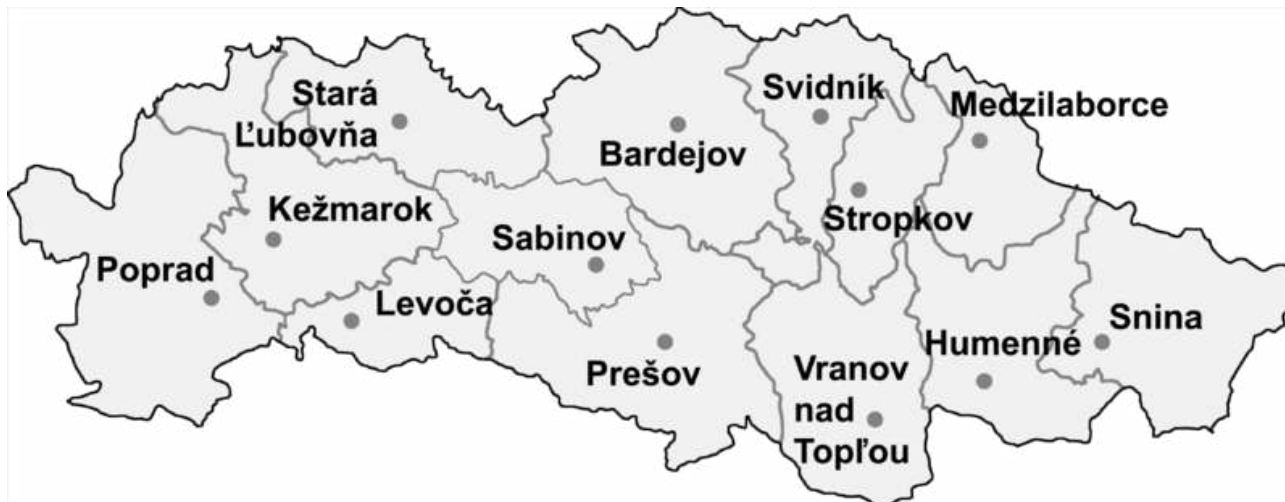 Stará
Ľubovňa
Svidník
Medzilaborce
Bardejov
Kežmarok
Stropkov
Sabinov
Poprad
Levoča
Snina
Humenné
Prešov
Vranov
nad
Topľou